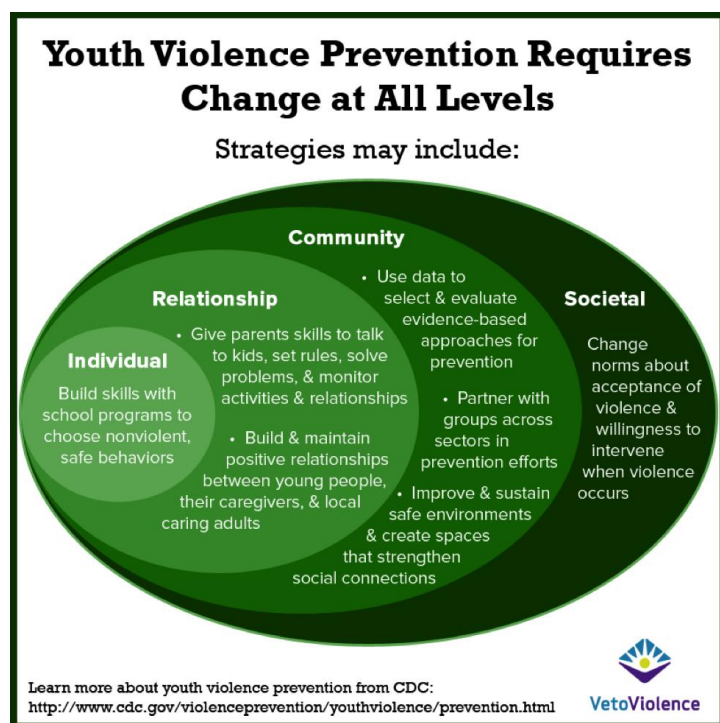 Youth Violence Prevention Requires
Change at All Levels
Strategies may include:
Individual
Build skills with
school programs to
choose nonviolent,
safe behaviors
Relationship
• Give parents skills to talk
to kids, set rules, solve
problems, & monitor
activities & relationships
• Build & maintain
positive relationships
between young people,
their caregivers, & local
caring adults
Community
• Use data to
select & evaluate
evidence-based
approaches for
prevention
• Partner with
groups across
sectors in
prevention efforts
• Improve & sustain
safe environments
& create spaces
that strengthen
social connections
Societal
Change
norms about
acceptance of
violence &
willingness to
intervene
when violence
occurs
Learn more about youth violence prevention from CDC:
http://www.cdc.gov/violenceprevention/youthviolence/prevention.html
VetoViolence